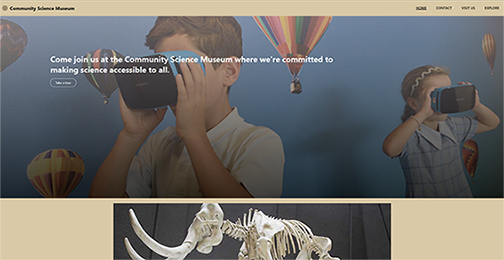 Community Science Museum
HOME CONTACT VISIT US EXPLORE
Come join us at the Community Science Museum where we're committed to
making science accessible to all.
Take a tour